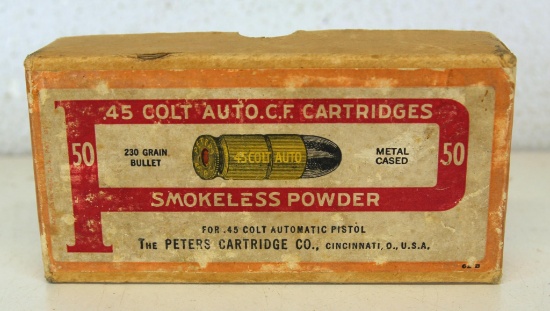 .45 COLT AUTO.C.F. CARTRIDGES
50
230 GRAIN BULLET
.45 COLT AUTO
METAL CASED
50
SMOKELESS POWDER
FOR .45 COLT AUTOMATIC PISTOL
THE PETERS CARTRIDGE CO., CINCINNATI, O., U.S.A.